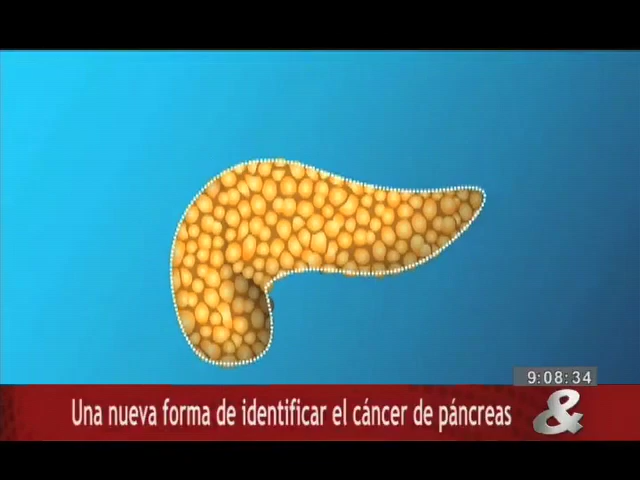 9:08:34
Una nueva forma de identificar el cáncer de páncreas
&